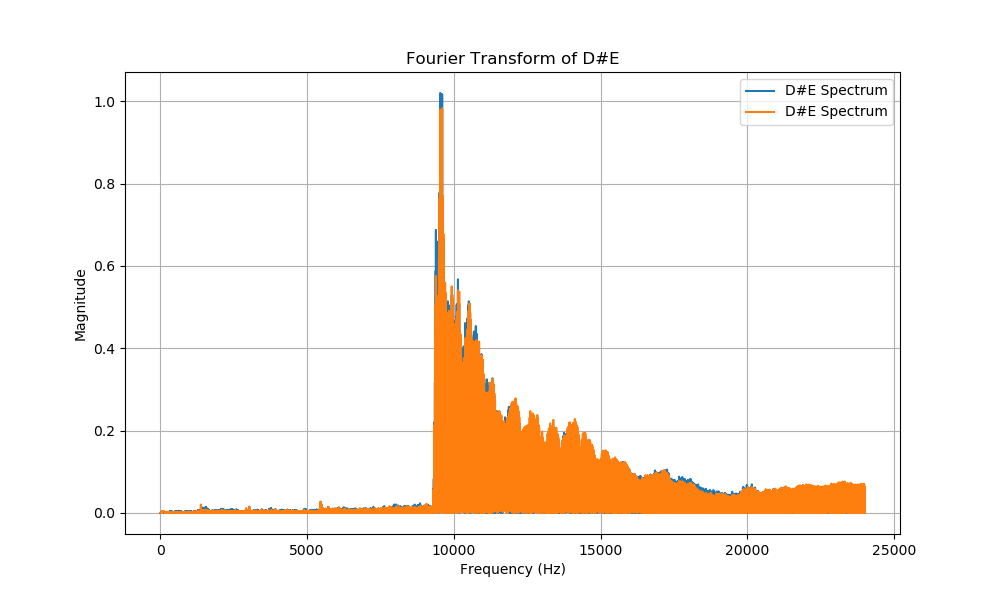 Fourier Transform of D#E
D#E Spectrum
D#E Spectrum
1.0
0.8
0.6
0.4
0.2
0.0
Magnitude
0 5000 10000 15000 20000 25000
Frequency (Hz)